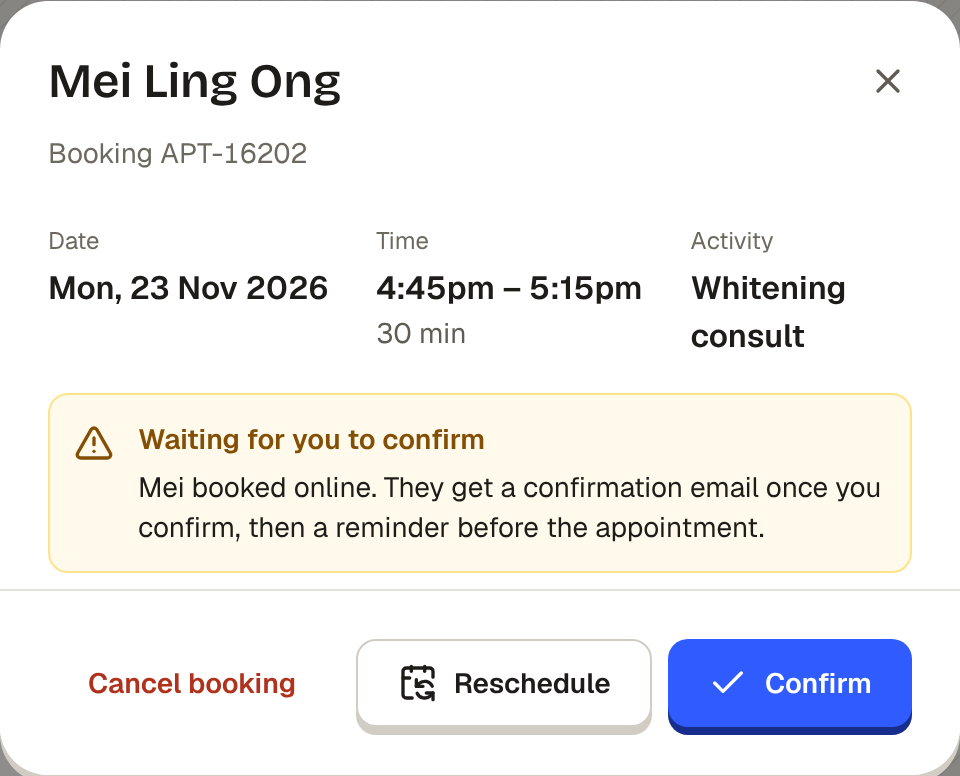 Mei Ling Ong
Booking APT-16202
Date
Mon, 23 Nov 2026
Time
4:45pm – 5:15pm
30 min
Activity
Whitening
consult
Waiting for you to confirm
Mei booked online. They get a confirmation email once you
confirm, then a reminder before the appointment.
Cancel booking
Reschedule
Confirm